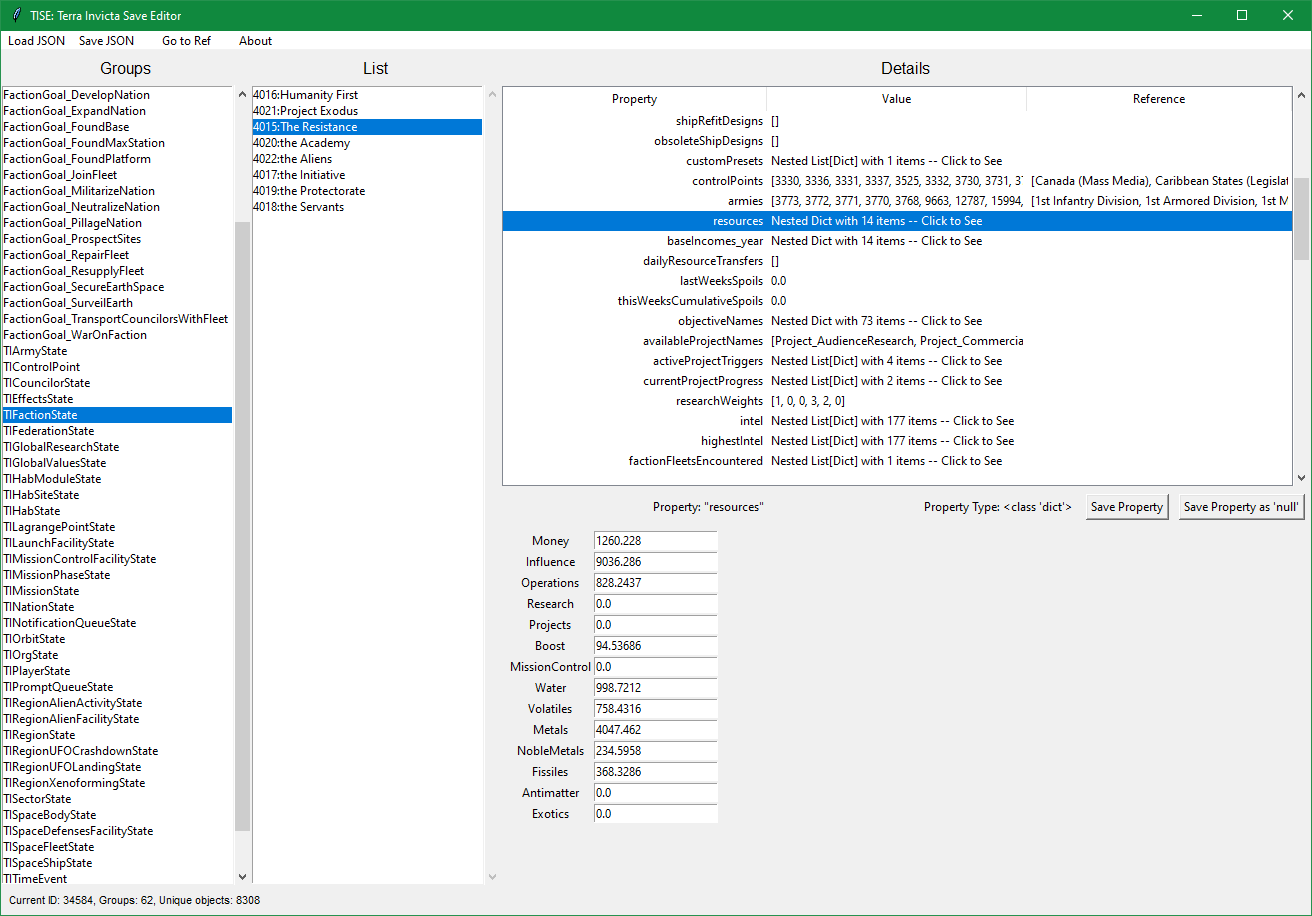 TISE: Terra Invicta Save Editor
Load JSON Save JSON Go to Ref About
Groups
FactionGoal_DevelopNation
FactionGoal_ExpandNation
FactionGoal_FoundBase
FactionGoal_FoundMaxStation
FactionGoal_FoundPlatform
FactionGoal_JoinFleet
FactionGoal_MilitarizeNation
FactionGoal_NeutralizeNation
FactionGoal_PillageNation
FactionGoal_ProspectSites
FactionGoal_RepairFleet
FactionGoal_ResupplyFleet
FactionGoal_SecureEarthSpace
FactionGoal_SurveilEarth
FactionGoal_TransportCouncilorsWithFleet
FactionGoal_WarOnFaction
TIArmyState
TIControlPoint
TICouncilorState
TIEffectsState
TIFactionState
TIFederationState
TIGlobalResearchState
TIGlobalValuesState
TIHabModuleState
TIHabSiteState
TIHabState
TILagrangePointState
TILaunchFacilityState
TIMissionControlFacilityState
TIMissionPhaseState
TIMissionState
TINationState
TINotificationQueueState
TIOrbitState
TIOrgState
TIPlayerState
TIPromptQueueState
TIRegionAlienActivityState
TIRegionAlienFacilityState
TIRegionState
TIRegionUFOCrashdownState
TIRegionUFOLandingState
TIRegionXenoformingState
TISectorState
TISpaceBodyState
TISpaceDefensesFacilityState
TISpaceFleetState
TISpaceShipState
TITimeEvent
List
4016:Humanity First
4021:Project Exodus
4015:The Resistance
4020:the Academy
4022:the Aliens
4017:the Initiative
4019:the Protectorate
4018:the Servants
Details
Property Value Reference
shipRefitDesigns []
obsoleteShipDesigns []
customPresets Nested List[Dict] with 1 items -- Click to See
controlPoints [3330, 3336, 3331, 3337, 3525, 3332, 3730, 3731, 37 [Canada (Mass Media), Caribbean States (Legislat
armies [3773, 3772, 3771, 3770, 3768, 9663, 12787, 15994, [1st Infantry Division, 1st Armored Division, 1st M
resources Nested Dict with 14 items -- Click to See
baseIncomes_year Nested Dict with 14 items -- Click to See
dailyResourceTransfers []
lastWeeksSpoils 0.0
thisWeeksCumulativeSpoils 0.0
objectiveNames Nested Dict with 73 items -- Click to See
availableProjectNames [Project_AudienceResearch, Project_Commercia
activeProjectTriggers Nested List[Dict] with 4 items -- Click to See
currentProjectProgress Nested List[Dict] with 2 items -- Click to See
researchWeights [1, 0, 0, 3, 2, 0]
intel Nested List[Dict] with 177 items -- Click to See
highestIntel Nested List[Dict] with 177 items -- Click to See
factionFleetsEncountered Nested List[Dict] with 1 items -- Click to See
Property: "resources" Property Type: <class 'dict'> Save Property Save Property as 'null'
Money 1260.228
Influence 9036.286
Operations 828.2437
Research 0.0
Projects 0.0
Boost 94.53686
MissionControl 0.0
Water 998.7212
Volatiles 758.4316
Metals 4047.462
NobleMetals 234.5958
Fissiles 368.3286
Antimatter 0.0
Exotics 0.0
Current ID: 34584, Groups: 62, Unique objects: 8308